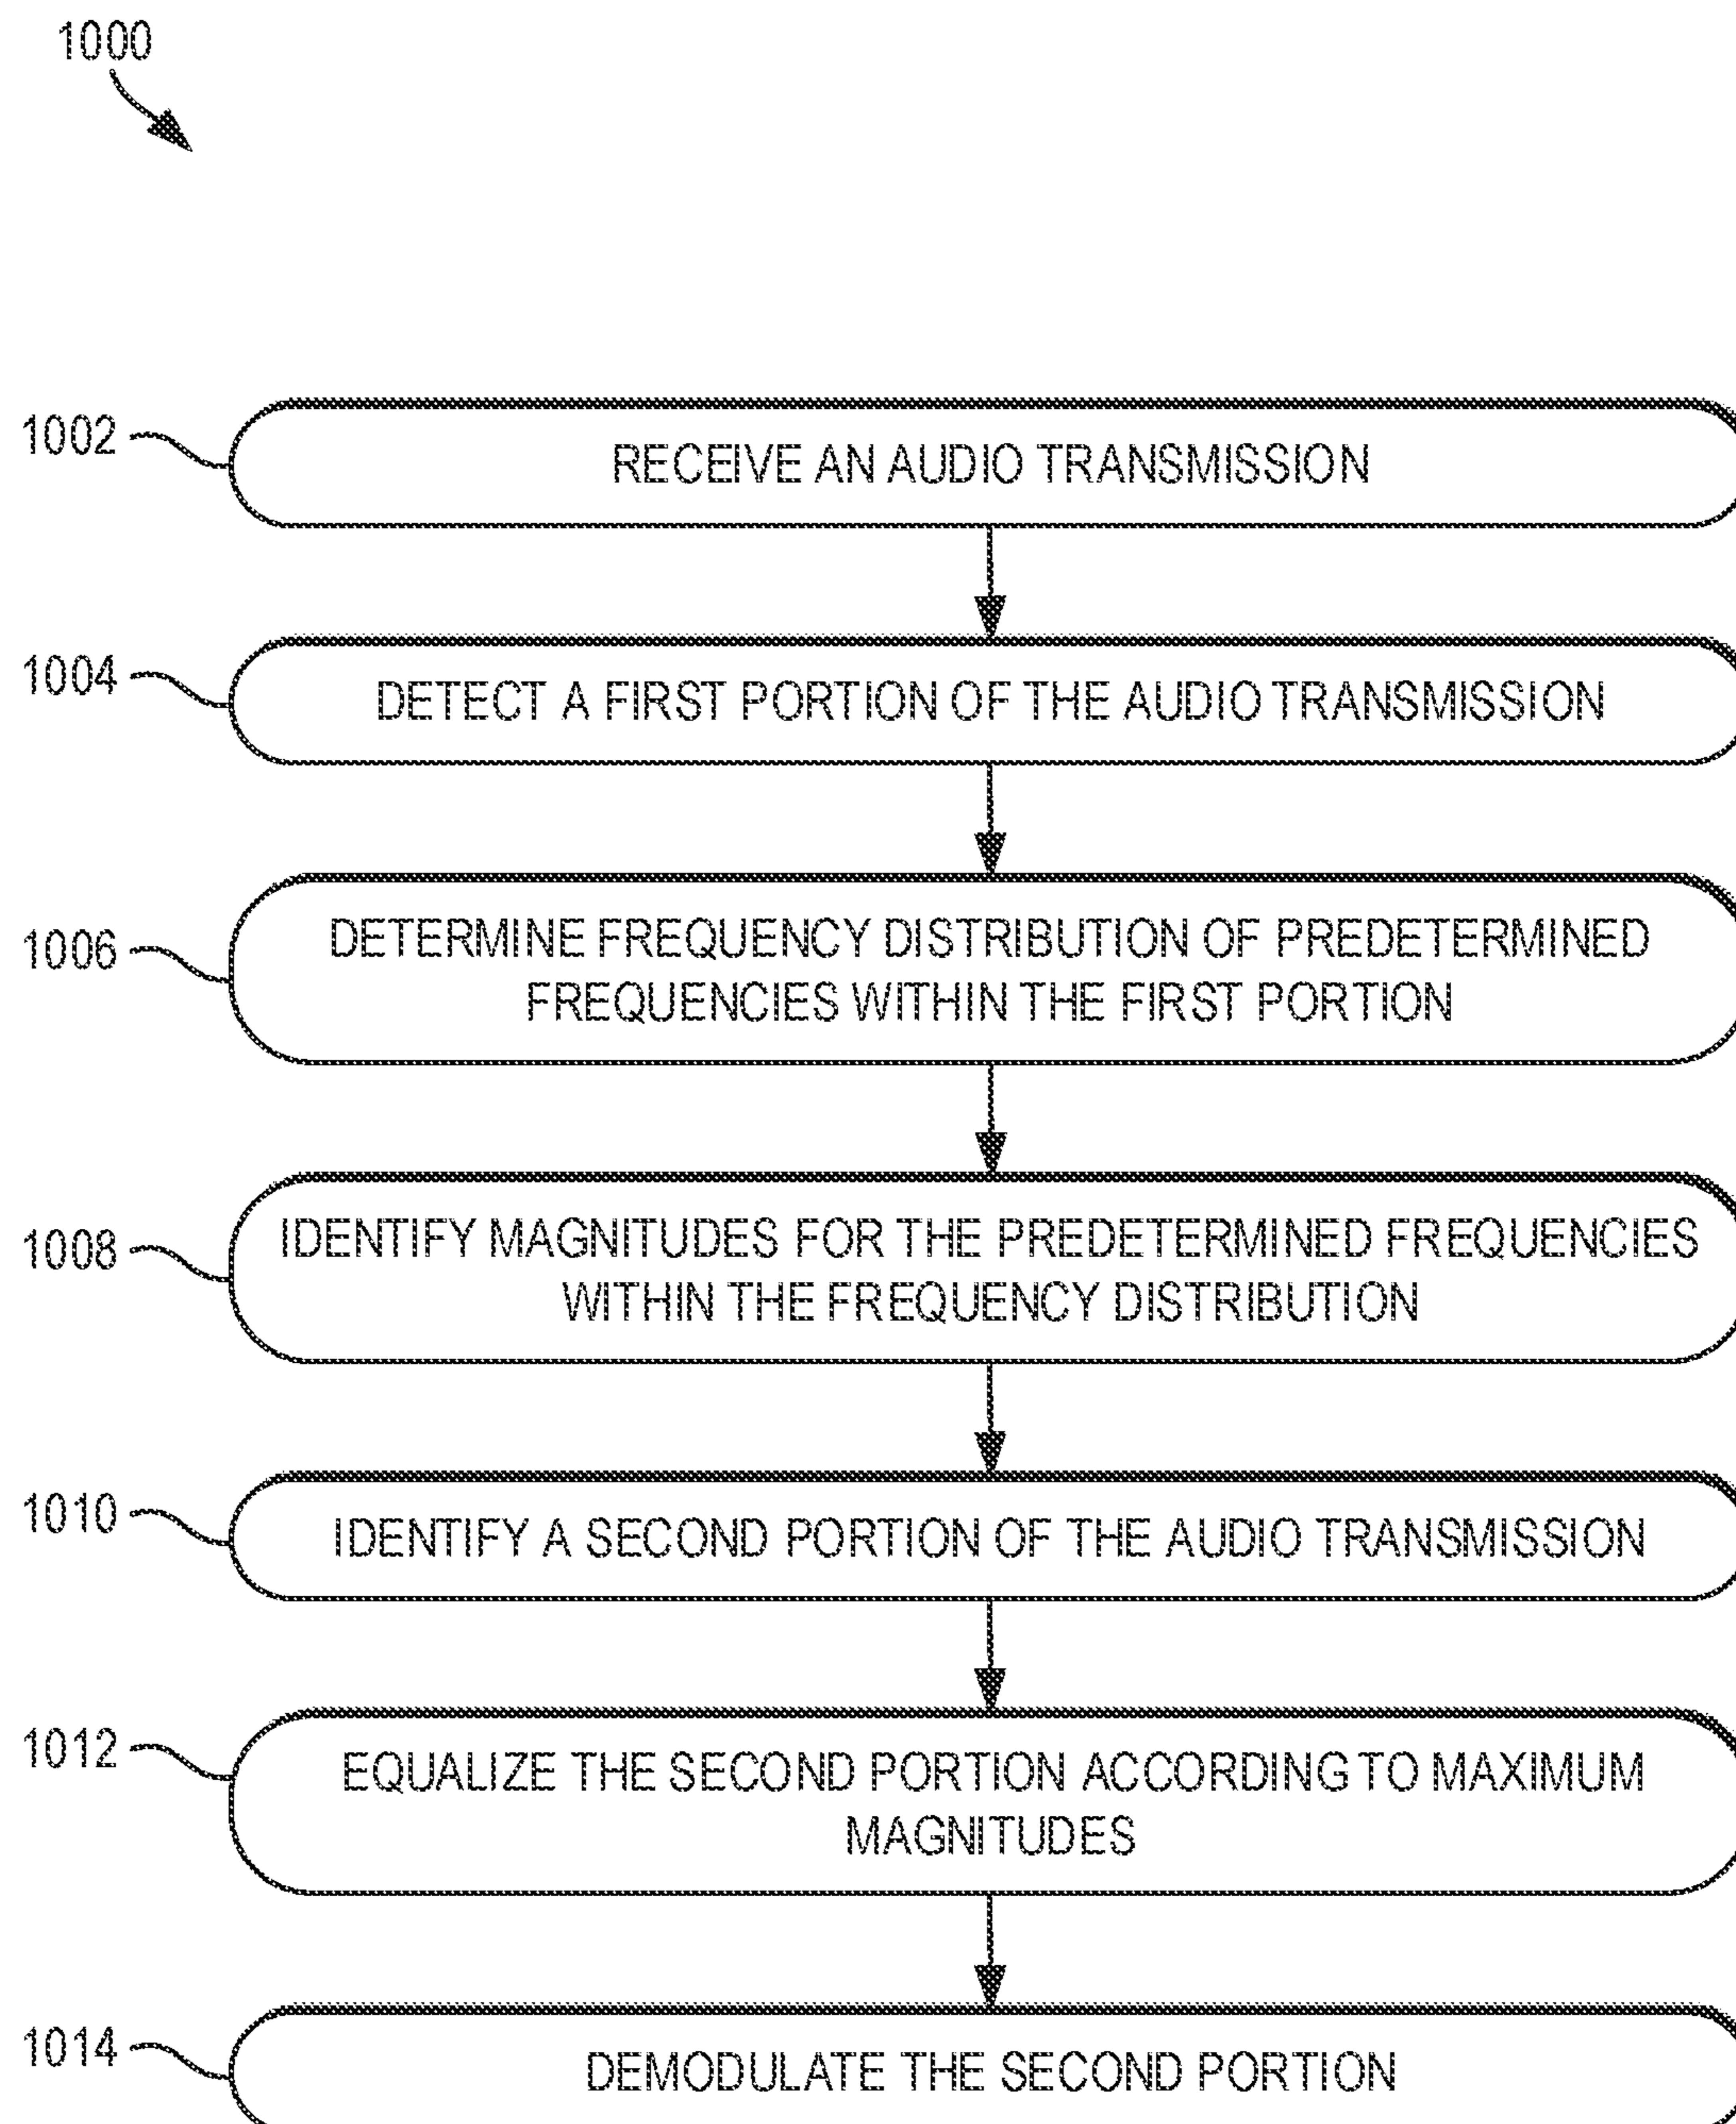 1000
1002
RECEIVE AN AUDIO TRANSMISSION
1004
DETECT A FIRST PORTION OF THE AUDIO TRANSMISSION
1006
DETERMINE FREQUENCY DISTRIBUTION OF PREDETERMINED
FREQUENCIES WITHIN THE FIRST PORTION
1008
IDENTIFY MAGNITUDES FOR THE PREDETERMINED FREQUENCIES
WITHIN THE FREQUENCY DISTRIBUTION
1010
IDENTIFY A SECOND PORTION OF THE AUDIO TRANSMISSION
1012
EQUALIZE THE SECOND PORTION ACCORDING TO MAXIMUM
MAGNITUDES
1014
DEMODULATE THE SECOND PORTION